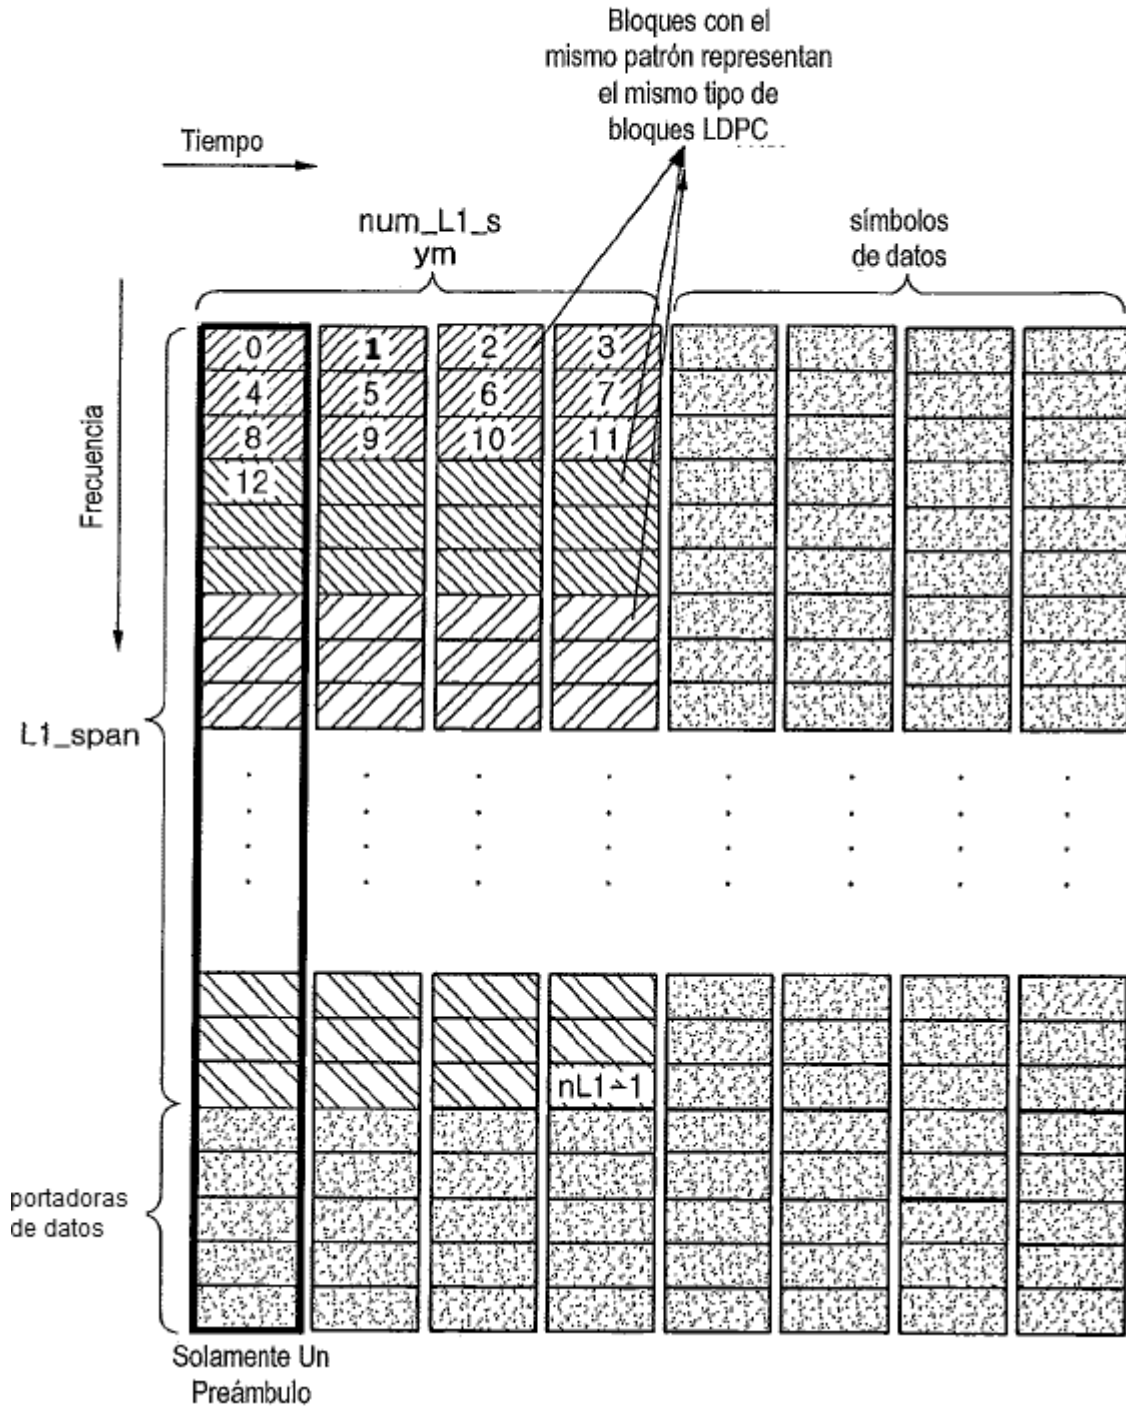 Bloques con el
mismo patrón representan
el mismo tipo de
bloques LDPC
Tiempo
num_L1_s
ym
símbolos
de datos
Frecuencia
0 1 2 3
4 5 6 7
8 9 10 11
12
L1_span
nL1-1
portadoras
de datos
Solamente Un
Preámbulo